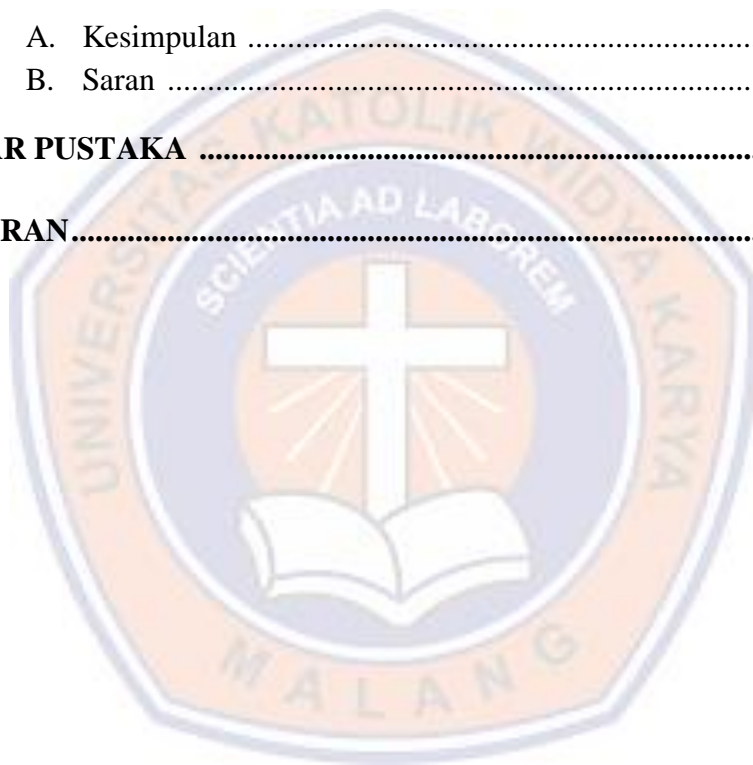 A. Kesimpulan ................................................................
B. Saran ..........................................................................
AR PUSTAKA ......................................................................
RAN......................................................................................
UNIVERSITAS KATOLIK WIDYA KARYA
SCIENTIA AD LABOREM
MALANG